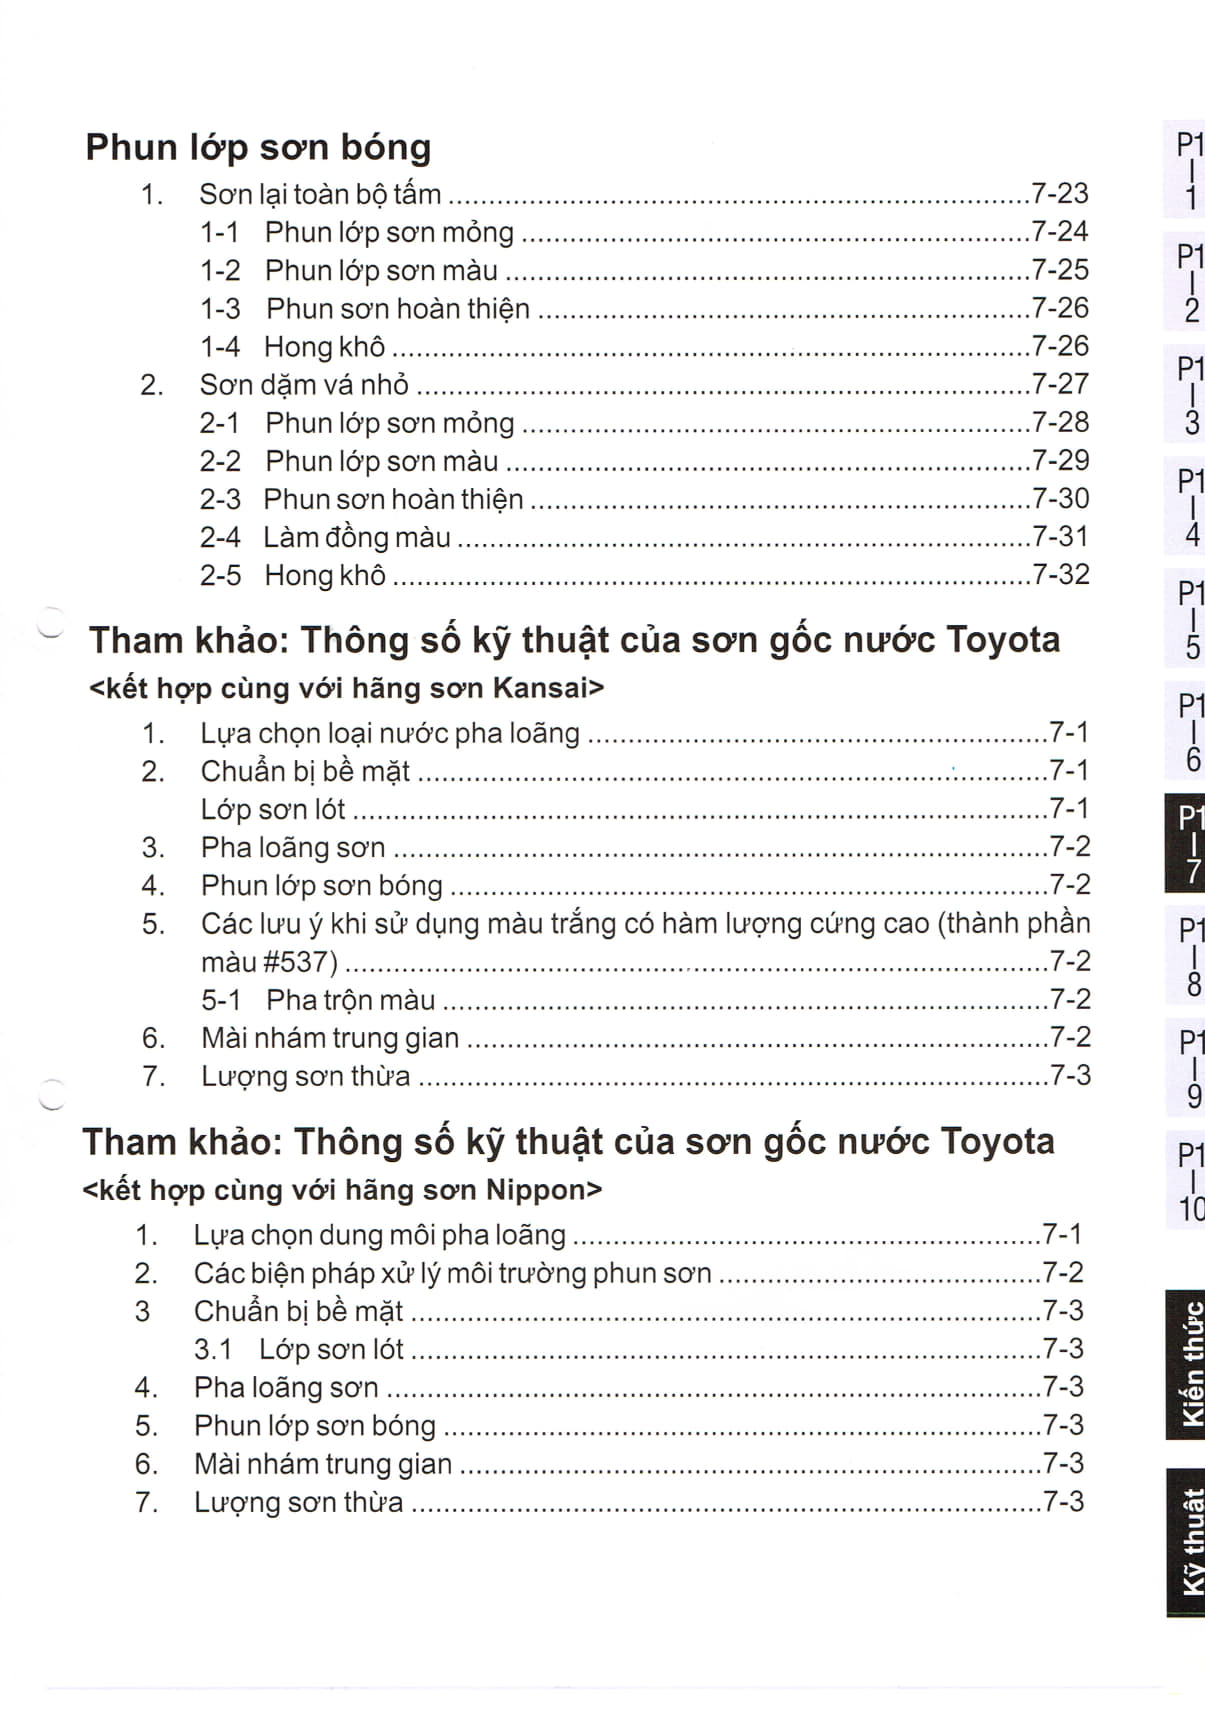 Phun lớp sơn bóng
1. Sơn lại toàn bộ tấm ........ 7-23
1-1 Phun lớp sơn mỏng ........ 7-24
1-2 Phun lớp sơn màu ........ 7-25
1-3 Phun sơn hoàn thiện ........ 7-26
1-4 Hong khô ........ 7-26
2. Sơn dặm vá nhỏ ........ 7-27
2-1 Phun lớp sơn mỏng ........ 7-28
2-2 Phun lớp sơn màu ........ 7-29
2-3 Phun sơn hoàn thiện ........ 7-30
2-4 Làm đồng màu ........ 7-31
2-5 Hong khô ........ 7-32
Tham khảo: Thông số kỹ thuật của sơn gốc nước Toyota
<kết hợp cùng với hãng sơn Kansai>
1. Lựa chọn loại nước pha loãng ........ 7-1
2. Chuẩn bị bề mặt ........ 7-1
Lớp sơn lót ........ 7-1
3. Pha loãng sơn ........ 7-2
4. Phun lớp sơn bóng ........ 7-2
5. Các lưu ý khi sử dụng màu trắng có hàm lượng cứng cao (thành phần
màu #537) ........ 7-2
5-1 Pha trộn màu ........ 7-2
6. Mài nhám trung gian ........ 7-2
7. Lượng sơn thừa ........ 7-3
Tham khảo: Thông số kỹ thuật của sơn gốc nước Toyota
<kết hợp cùng với hãng sơn Nippon>
1. Lựa chọn dung môi pha loãng ........ 7-1
2. Các biện pháp xử lý môi trường phun sơn ........ 7-2
3 Chuẩn bị bề mặt ........ 7-3
3.1 Lớp sơn lót ........ 7-3
4. Pha loãng sơn ........ 7-3
5. Phun lớp sơn bóng ........ 7-3
6. Mài nhám trung gian ........ 7-3
7. Lượng sơn thừa ........ 7-3
P1
|
1
P1
|
2
P1
|
3
P1
|
4
P1
|
5
P1
|
6
P1
|
7
P1
|
8
P1
|
9
P1
|
10
Kiến thức
Kỹ thuật